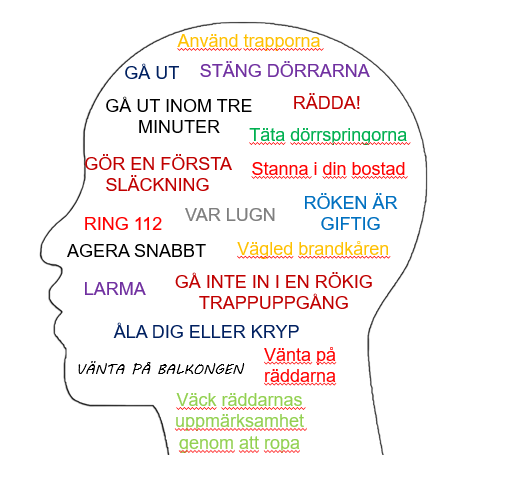 Använd trapporna
GÅ UT
STÄNG DÖRRARNA
GÅ UT INOM TRE
MINUTER
RÄDDA!
Täta dörrspringorna
GÖR EN FÖRSTA
SLÄCKNING
Stanna i din bostad
RING 112
VAR LUGN
RÖKEN ÄR
GIFTIG
AGERA SNABBT
Vägled brandkåren
LARMA
GÅ INTE IN I EN RÖKIG
TRAPPUPPGÅNG
ÅLA DIG ELLER KRYP
VÄNTA PÅ BALKONGEN
Vänta på
räddarna
Väck räddarnas
uppmärksamhet
genom att ropa